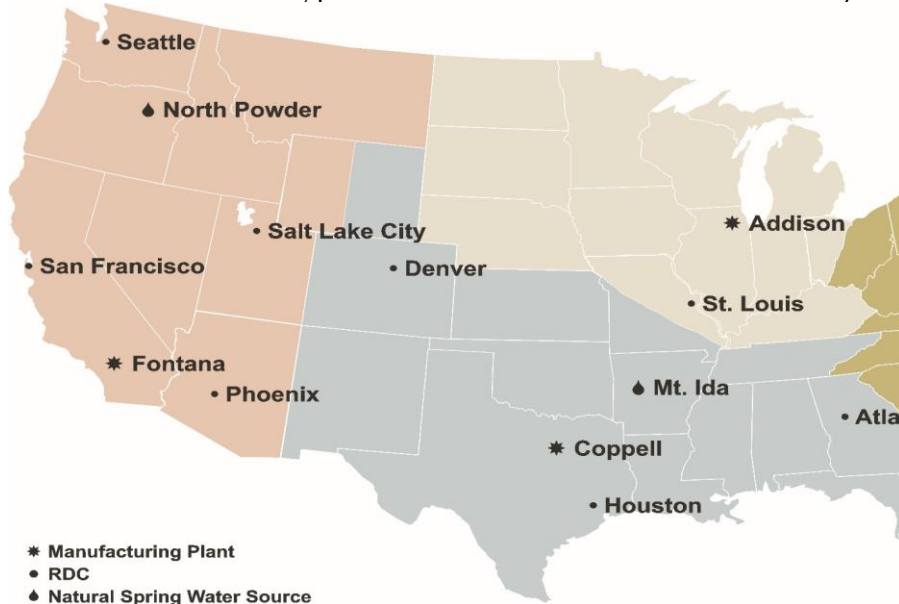 Seattle
North Powder
Salt Lake City
San Francisco
Denver
Addison
St. Louis
Fontana
Phoenix
Mt. Ida
Atla
Coppell
Houston
Manufacturing Plant
RDC
Natural Spring Water Source